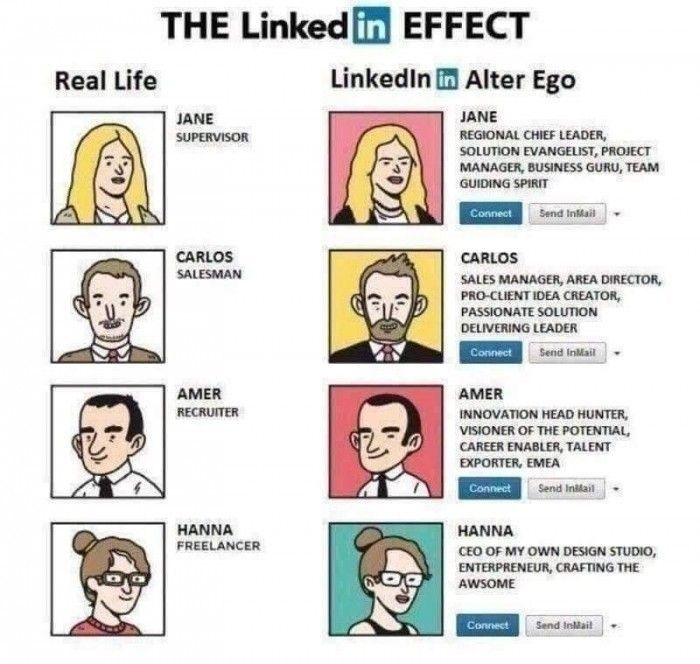 THE Linked in EFFECT
Real Life
LinkedIn in Alter Ego
JANE
SUPERVISOR
JANE
REGIONAL CHIEF LEADER,
SOLUTION EVANGELIST, PROJECT
MANAGER, BUSINESS GURU, TEAM
GUIDING SPIRIT
Connect Send InMail
CARLOS
SALESMAN
CARLOS
SALES MANAGER, AREA DIRECTOR,
PRO-CLIENT IDEA CREATOR,
PASSIONATE SOLUTION
DELIVERING LEADER
Connect Send InMail
AMER
RECRUITER
AMER
INNOVATION HEAD HUNTER,
VISIONER OF THE POTENTIAL,
CAREER ENABLER, TALENT
EXPORTER, EMEA
Connect Send InMail
HANNA
FREELANCER
HANNA
CEO OF MY OWN DESIGN STUDIO,
ENTERPRENEUR, CRAFTING THE
AWSOME
Connect Send InMail